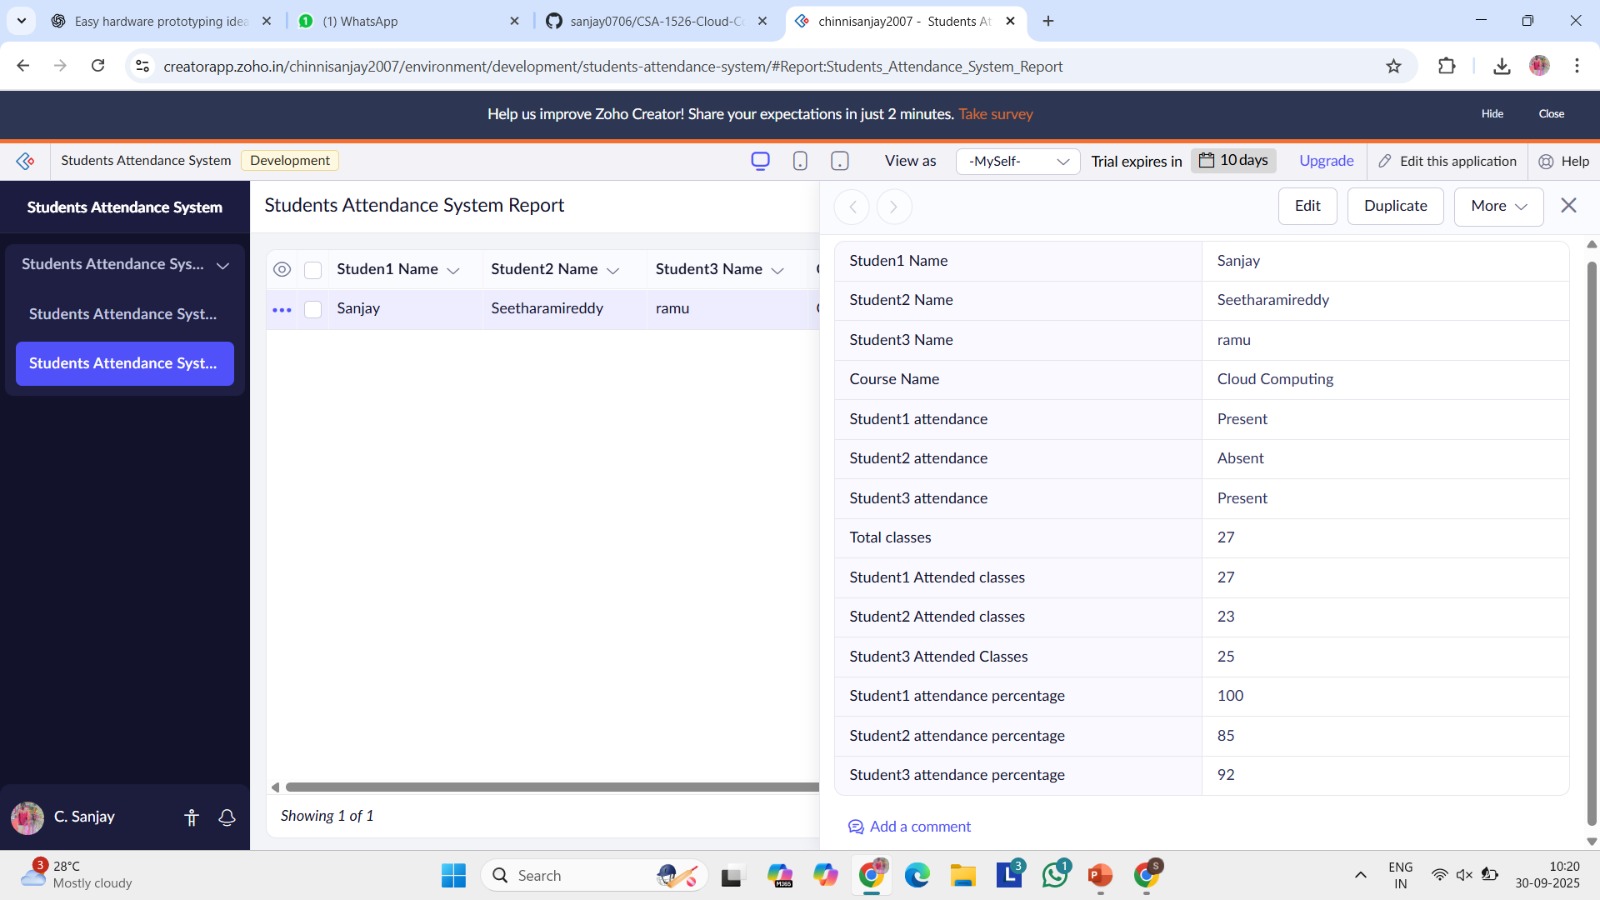 Easy hardware prototyping idea
(1) WhatsApp
sanjay0706/CSA-1526-Cloud-C
chinnisanjay2007 - Students At
creatorapp.zoho.in/chinnisanjay2007/environment/development/students-attendance-system/#Report:Students_Attendance_System_Report
Help us improve Zoho Creator! Share your expectations in just 2 minutes. Take survey
Hide
Close
Students Attendance System
Development
View as
-MySelf-
Trial expires in
10 days
Upgrade
Edit this application
Help
Students Attendance System
Students Attendance Sys...
Students Attendance Syst...
Students Attendance Syst...
C. Sanjay
Students Attendance System Report
Studen1 Name
Student2 Name
Student3 Name
Sanjay
Seetharamireddy
ramu
Showing 1 of 1
Edit
Duplicate
More
Studen1 Name Sanjay
Student2 Name Seetharamireddy
Student3 Name ramu
Course Name Cloud Computing
Student1 attendance Present
Student2 attendance Absent
Student3 attendance Present
Total classes 27
Student1 Attended classes 27
Student2 Attended classes 23
Student3 Attended Classes 25
Student1 attendance percentage 100
Student2 attendance percentage 85
Student3 attendance percentage 92
Add a comment
3
28°C
Mostly cloudy
Search
M365
L
3
1
P
S
ENG
IN
10:20
30-09-2025